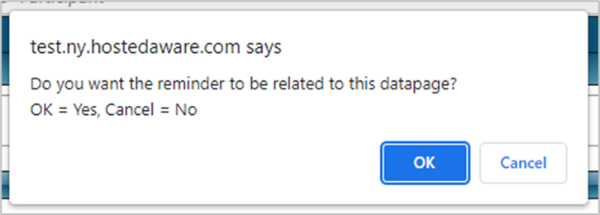 Participant
test.ny.hostedaware.com says
Do you want the reminder to be related to this datapage?
OK = Yes, Cancel = No
OK
Cancel